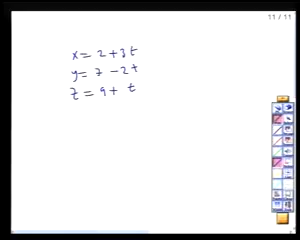 11 / 11
x = 2 + 3t
y = 7 - 2t
z = 9 + t